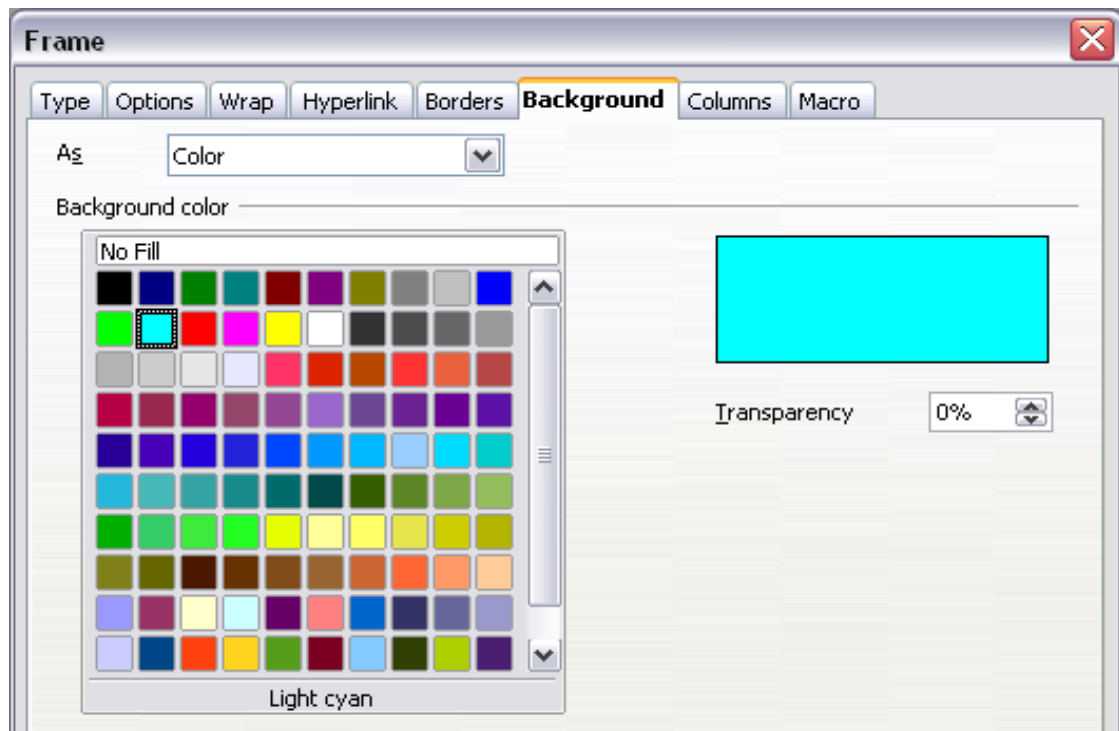 Frame
Type Options Wrap Hyperlink Borders Background Columns Macro
As Color
Background color
No Fill
Transparency 0%
Light cyan